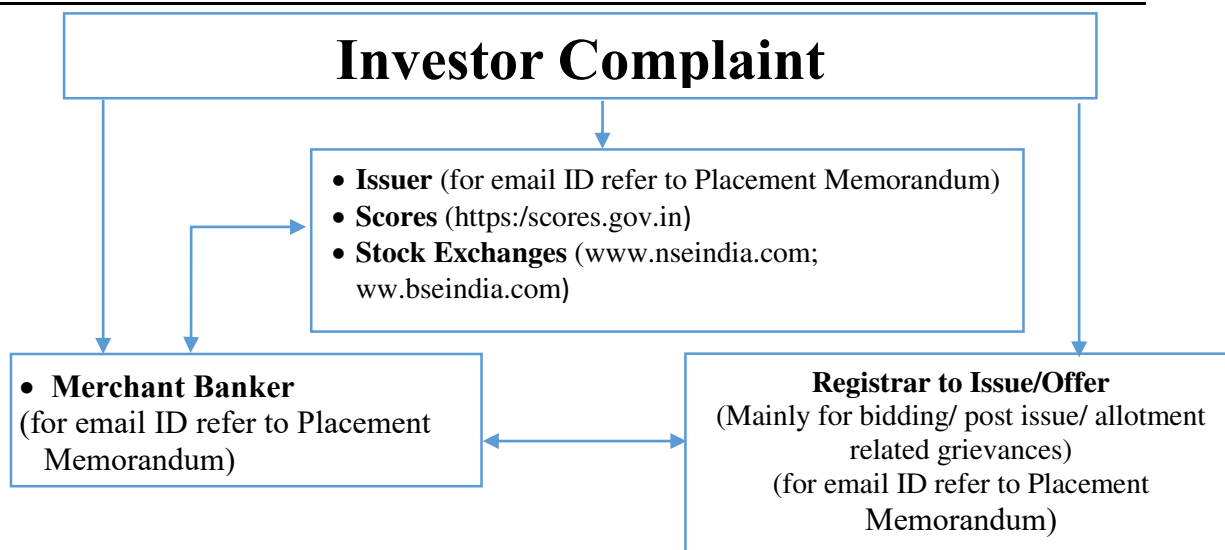 Investor Complaint
• Issuer (for email ID refer to Placement Memorandum)
• Scores (https:/scores.gov.in)
• Stock Exchanges (www.nseindia.com;
ww.bseindia.com)
• Merchant Banker
(for email ID refer to Placement
Memorandum)
Registrar to Issue/Offer
(Mainly for bidding/ post issue/ allotment
related grievances)
(for email ID refer to Placement
Memorandum)